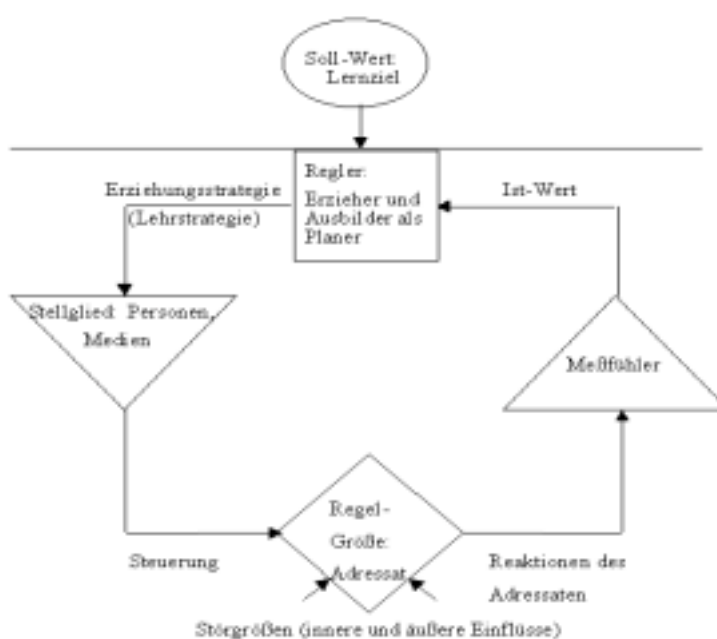 Soll-Wert:
Lernziel
Regler:
Erzieher und
Ausbilder als
Planer
Erziehungsstrategie
(Lehrstrategie)
Ist-Wert
Stellglied: Personen,
Medien
Meßfühler
Regel-
Größe:
Adressat
Steuerung
Reaktionen des
Adressaten
Störgrößen (innere und äußere Einflüsse)